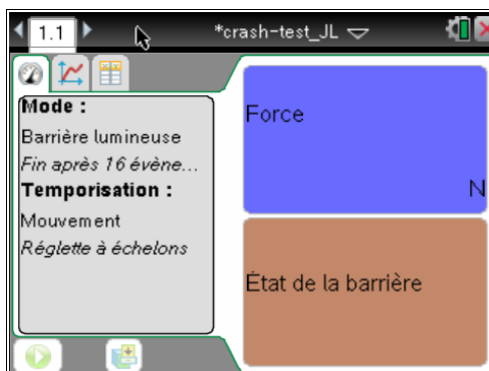 1.1
*crash-test_JL
Mode :
Barrière lumineuse
Fin après 16 évène...
Temporisation :
Mouvement
Réglette à échelons
Force
N
État de la barrière